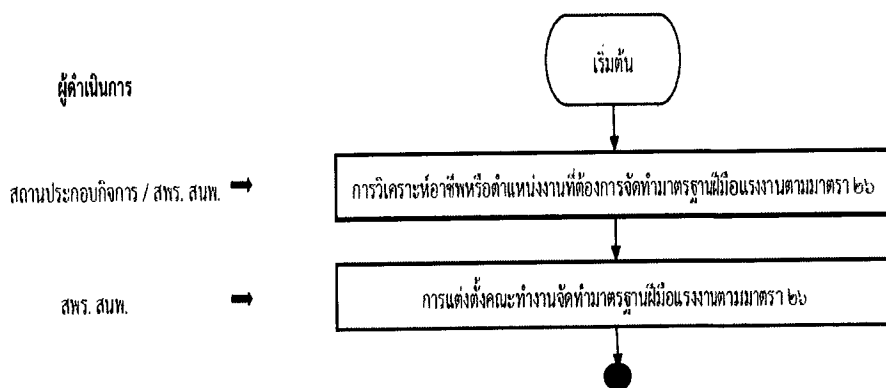 เริ่มต้น
ผู้ดำเนินการ
สถานประกอบกิจการ / สพร. สนพ.
การวิเคราะห์อาชีพหรือตำแหน่งงานที่ต้องการจัดทำมาตรฐานฝีมือแรงงานตามมาตรา ๒๖
สพร. สนพ.
การแต่งตั้งคณะทำงานจัดทำมาตรฐานฝีมือแรงงานตามมาตรา ๒๖